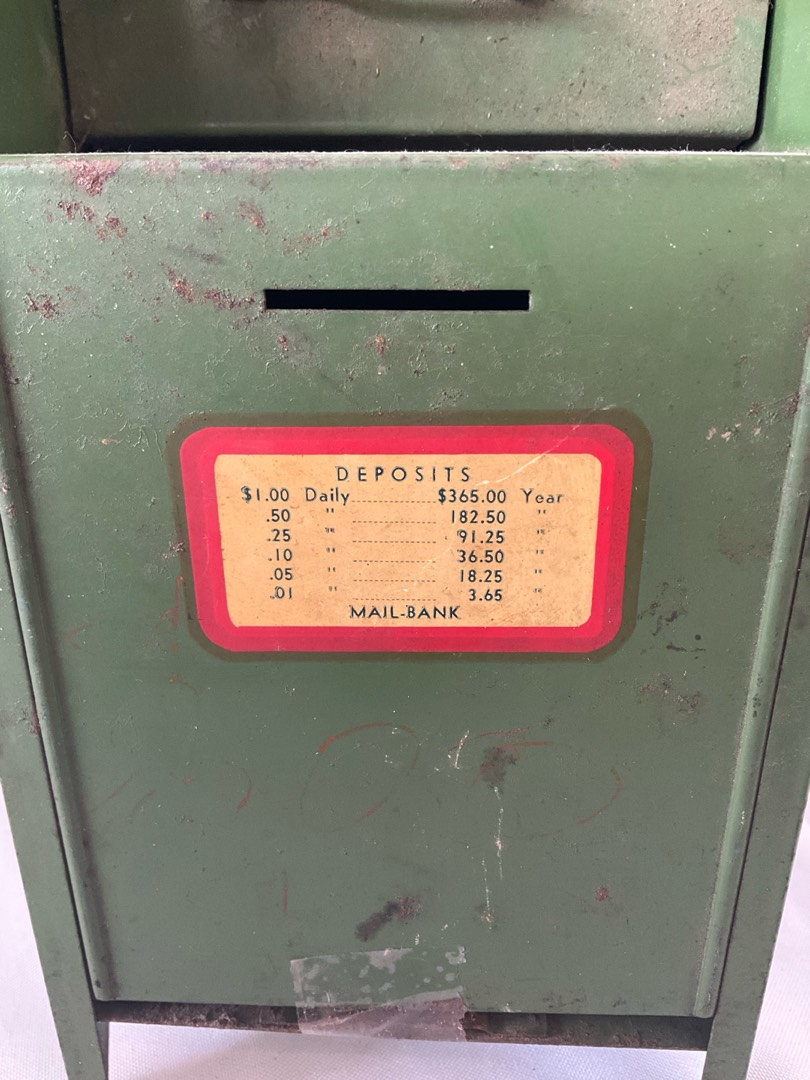 DEPOSITS
$1.00 Daily $365.00 Year
.50 " 182.50 "
.25 " 91.25 "
.10 " 36.50 "
.05 " 18.25 "
.01 " 3.65 "
MAIL-BANK